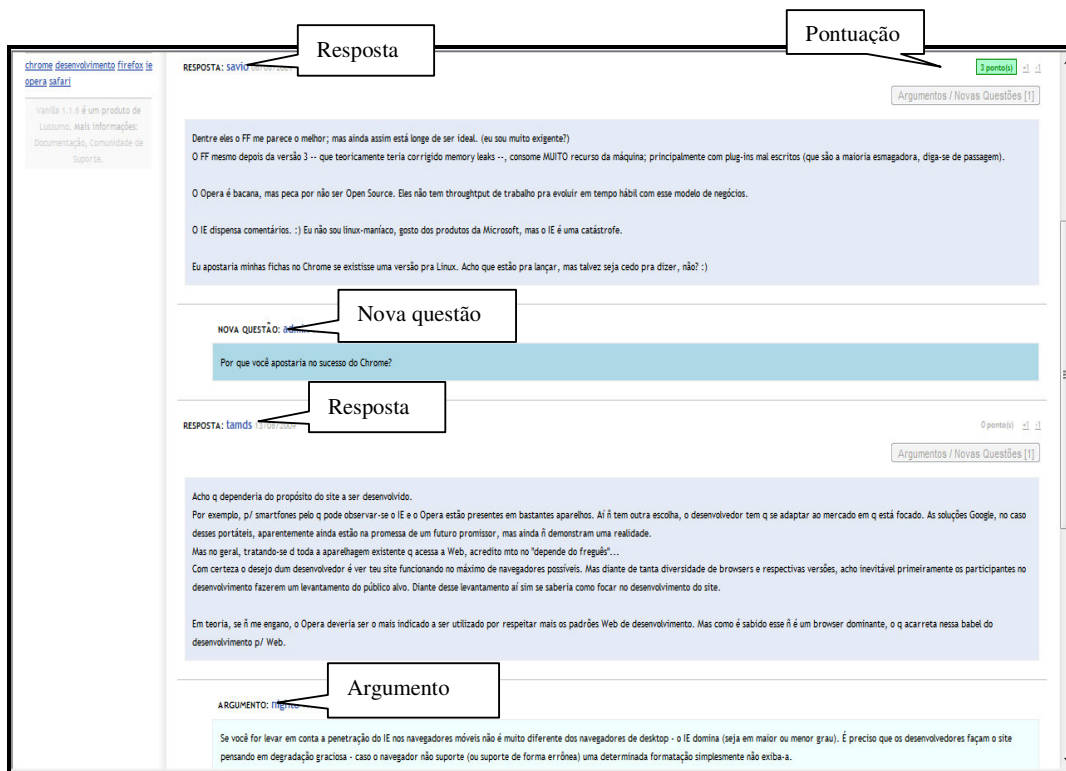 Pontuação
Resposta
chrome desenvolvimento firefox ie
opera safari
Vanilla 1.1.8 é um produto de
Lussumo. Mais Informações:
Documentação, Comunidade de
Suporte.
RESPOSTA: savio
3 ponto(s) +1 -1
Argumentos / Novas Questões [1]
Dentre eles o FF me parece o melhor; mas ainda assim está longe de ser ideal. (eu sou muito exigente?)
O FF mesmo depois da versão 3 -- que teoricamente teria corrigido memory leaks --, consome MUITO recurso da máquina; principalmente com plug-ins mal escritos (que são a maioria esmagadora, diga-se de passagem).
O Opera é bacana, mas peca por não ser Open Source. Eles não tem throughtput de trabalho pra evoluir em tempo hábil com esse modelo de negócios.
O IE dispensa comentários. :) Eu não sou linux-maníaco, gosto dos produtos da Microsoft, mas o IE é uma catástrofe.
Eu apostaria minhas fichas no Chrome se existisse uma versão pra Linux. Acho que estão pra lançar, mas talvez seja cedo pra dizer, não? :)
Nova questão
NOVA QUESTÃO:
Por que você apostaria no sucesso do Chrome?
Resposta
RESPOSTA: tamds
0 ponto(s) +1 -1
Argumentos / Novas Questões [1]
Acho q dependeria do propósito do site a ser desenvolvido.
Por exemplo, p/ smartfones pelo q pode observar-se o IE e o Opera estão presentes em bastantes aparelhos. Aí ñ tem outra escolha, o desenvolvedor tem q se adaptar ao mercado em q está focado. As soluções Google, no caso
desses portáteis, aparentemente ainda estão na promessa de um futuro promissor, mas ainda ñ demonstram uma realidade.
Mas no geral, tratando-se d toda a aparelhagem existente q acessa a Web, acredito mto no "depende do freguês"...
Com certeza o desejo dum desenvolvedor é ver teu site funcionando no máximo de navegadores possíveis. Mas diante de tanta diversidade de browsers e respectivas versões, acho inevitável primeiramente os participantes no
desenvolvimento fazerem um levantamento do público alvo. Diante desse levantamento aí sim se saberia como focar no desenvolvimento do site.
Em teoria, se ñ me engano, o Opera deveria ser o mais indicado a ser utilizado por respeitar mais os padrões Web de desenvolvimento. Mas como é sabido esse ñ é um browser dominante, o q acarreta nessa babel do
desenvolvimento p/ Web.
Argumento
ARGUMENTO:
Se você for levar em conta a penetração do IE nos navegadores móveis não é muito diferente dos navegadores de desktop - o IE domina (seja em maior ou menor grau). É preciso que os desenvolvedores façam o site
pensando em degradação graciosa - caso o navegador não suporte (ou suporte de forma errônea) uma determinada formatação simplesmente não exiba-a.